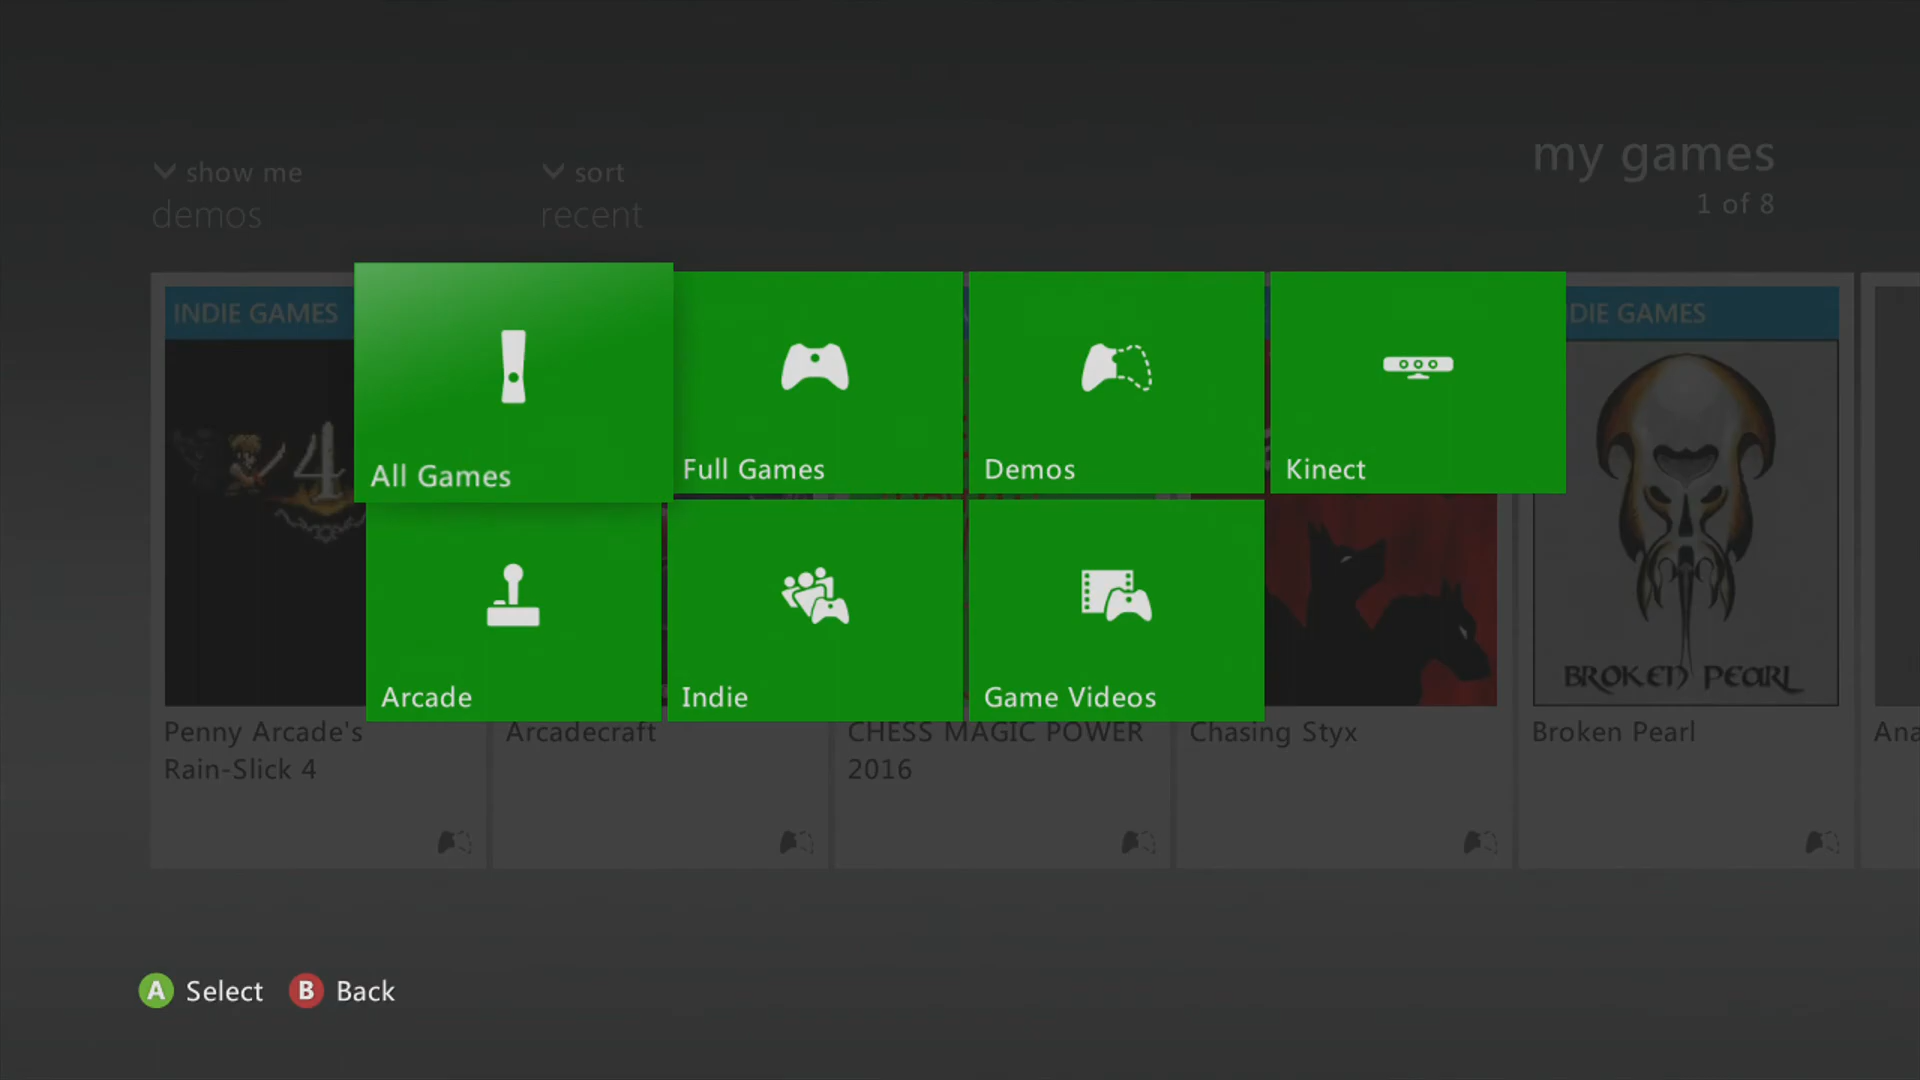 my games
1 of 8
show me
demos
sort
recent
INDIE GAMES
DIE GAMES
All Games
Full Games
Demos
Kinect
4
Arcade
Indie
Game Videos
BROKEN PEARL
Penny Arcade's
Rain-Slick 4
Arcadecraft
CHESS MAGIC POWER
2016
Chasing Styx
Broken Pearl
Ana
A Select
B Back